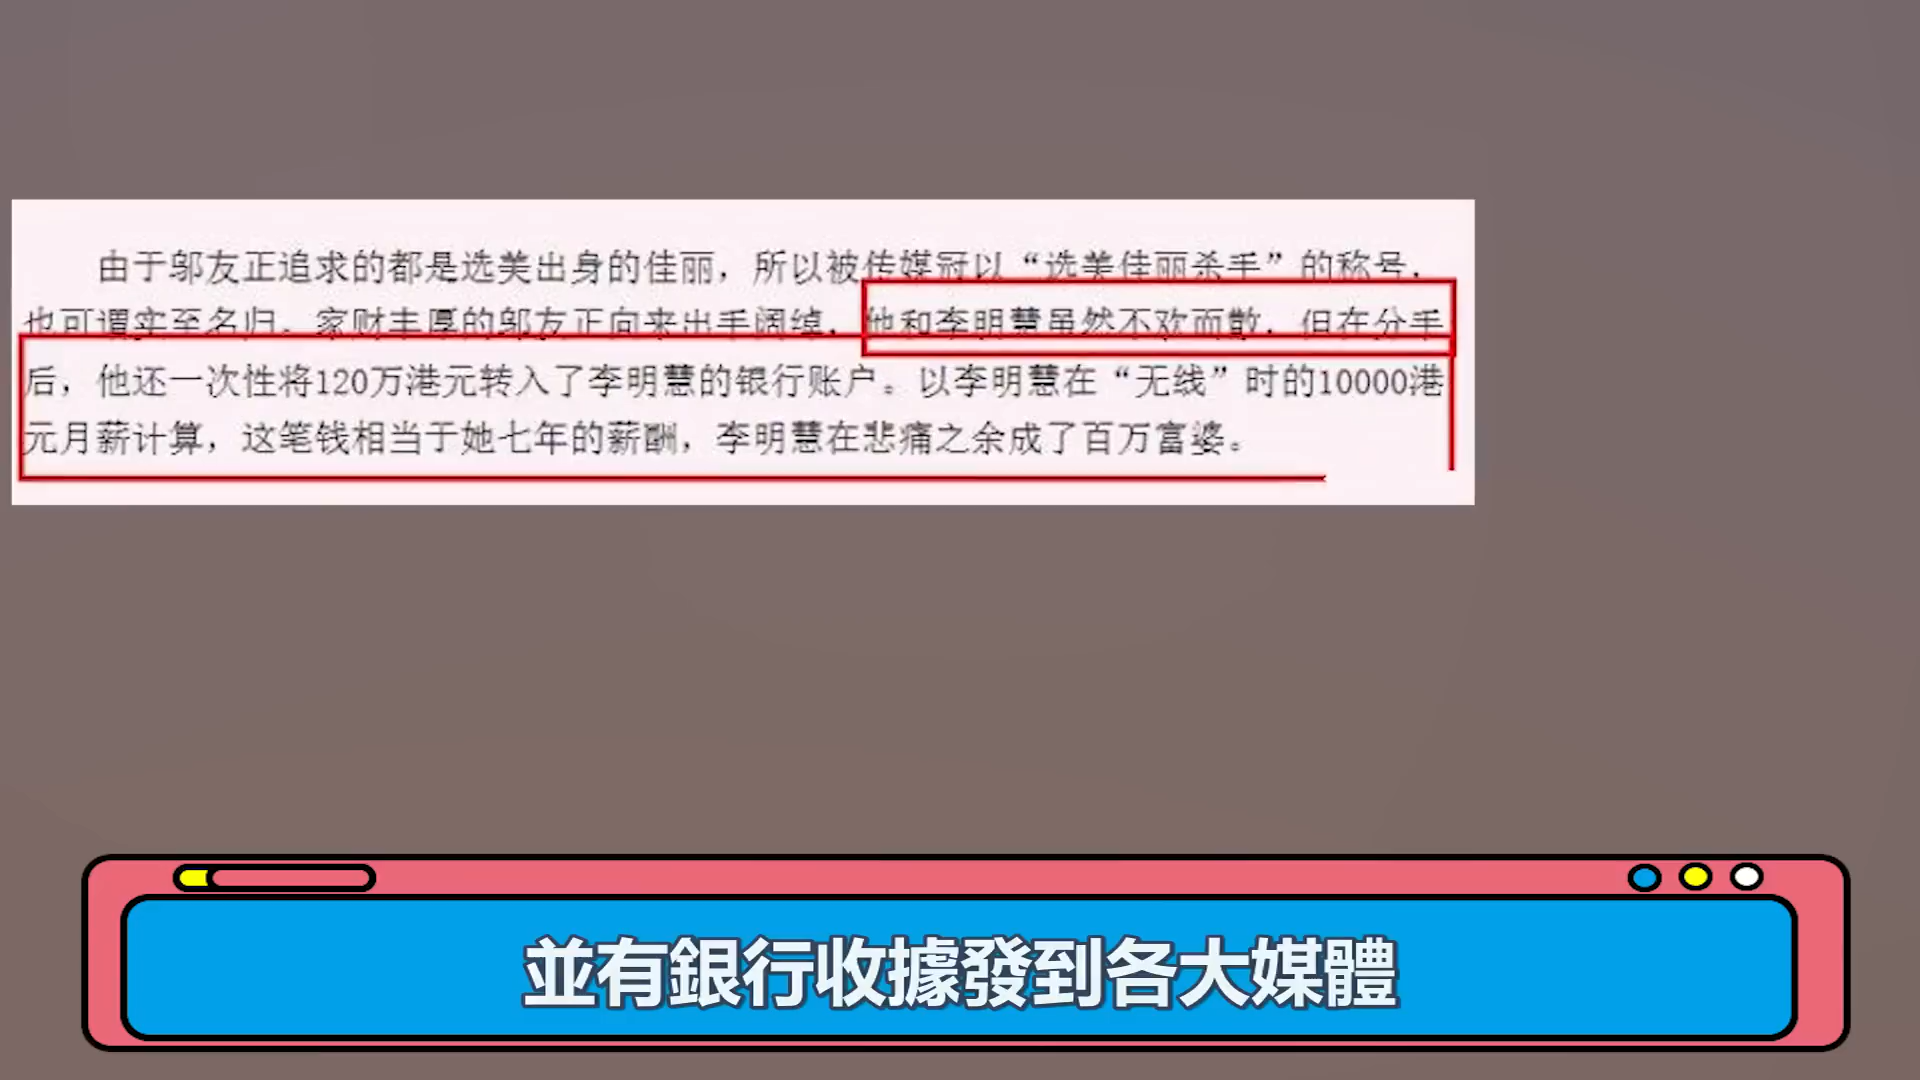 由于邬友正追求的都是选美出身的佳丽，所以被传媒冠以“选美佳丽杀手”的称号，
也可谓实至名归。家财丰厚的邬友正向来出手阔绰，他和李明慧虽然不欢而散，但在分手
后，他还一次性将120万港元转入了李明慧的银行账户。以李明慧在“无线”时的10000港
元月薪计算，这笔钱相当于她七年的薪酬，李明慧在悲痛之余成了百万富婆。
並有銀行收據發到各大媒體